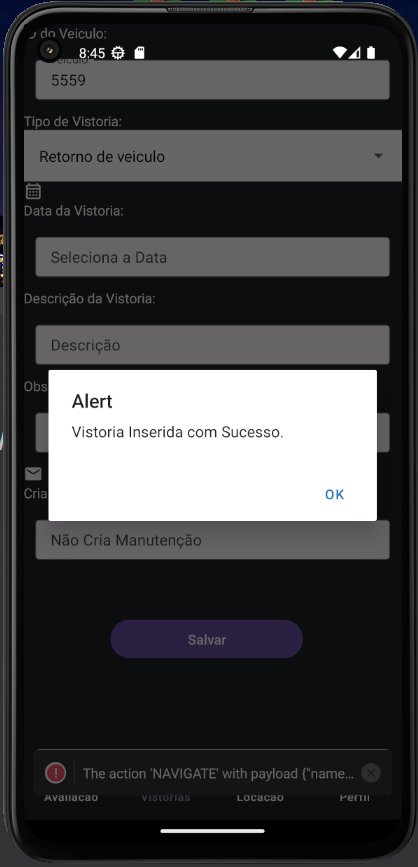 do Veiculo:
8:45
Veiculo
5559
Tipo de Vistoria:
Retorno de veiculo
Data da Vistoria:
Seleciona a Data
Descrição da Vistoria:
Descrição
Obs
Alert
Vistoria Inserida com Sucesso.
OK
Cria
Não Cria Manutenção
Salvar
The action 'NAVIGATE' with payload {"name...
Avaliacao
Vistorias
Locacao
Perfil